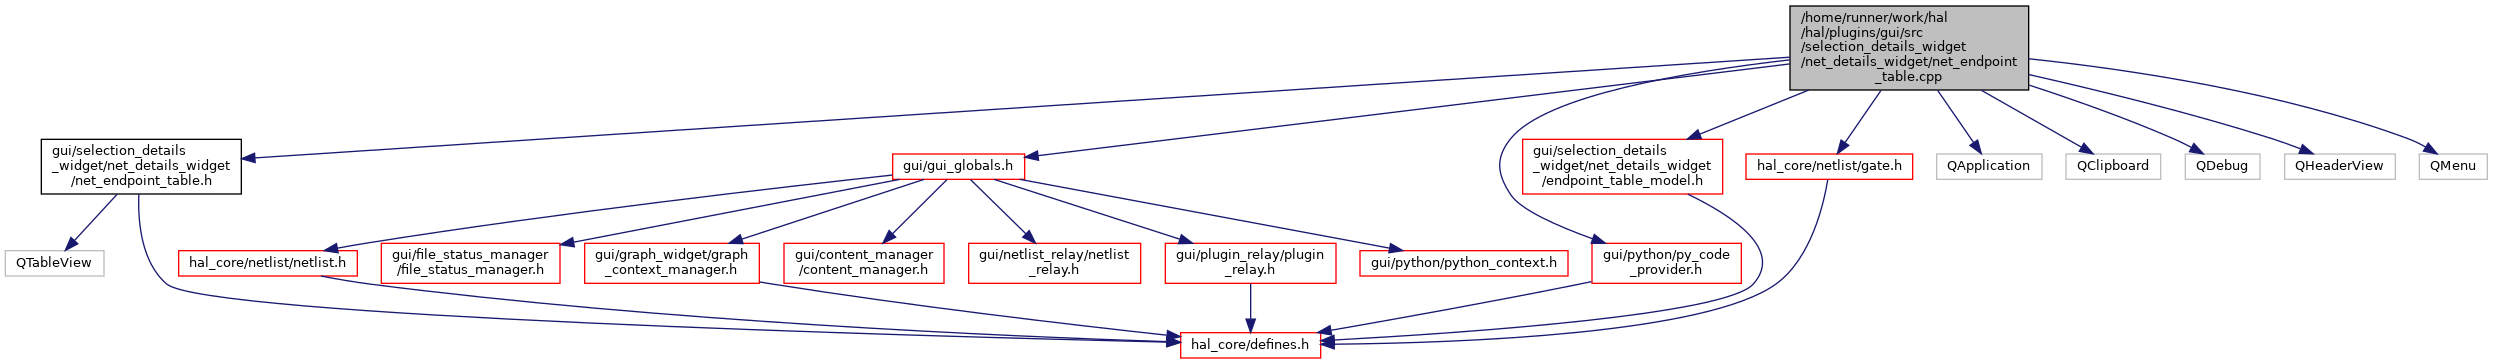 /home/runner/work/hal
/hal/plugins/gui/src
/selection_details_widget
/net_details_widget/net_endpoint
_table.cpp
gui/selection_details
_widget/net_details_widget
/net_endpoint_table.h
gui/gui_globals.h
gui/selection_details
_widget/net_details_widget
/endpoint_table_model.h
hal_core/netlist/gate.h
QApplication
QClipboard
QDebug
QHeaderView
QMenu
QTableView
hal_core/netlist/netlist.h
gui/file_status_manager
/file_status_manager.h
gui/graph_widget/graph
_context_manager.h
gui/content_manager
/content_manager.h
gui/netlist_relay/netlist
_relay.h
gui/plugin_relay/plugin
_relay.h
gui/python/python_context.h
gui/python/py_code
_provider.h
hal_core/defines.h